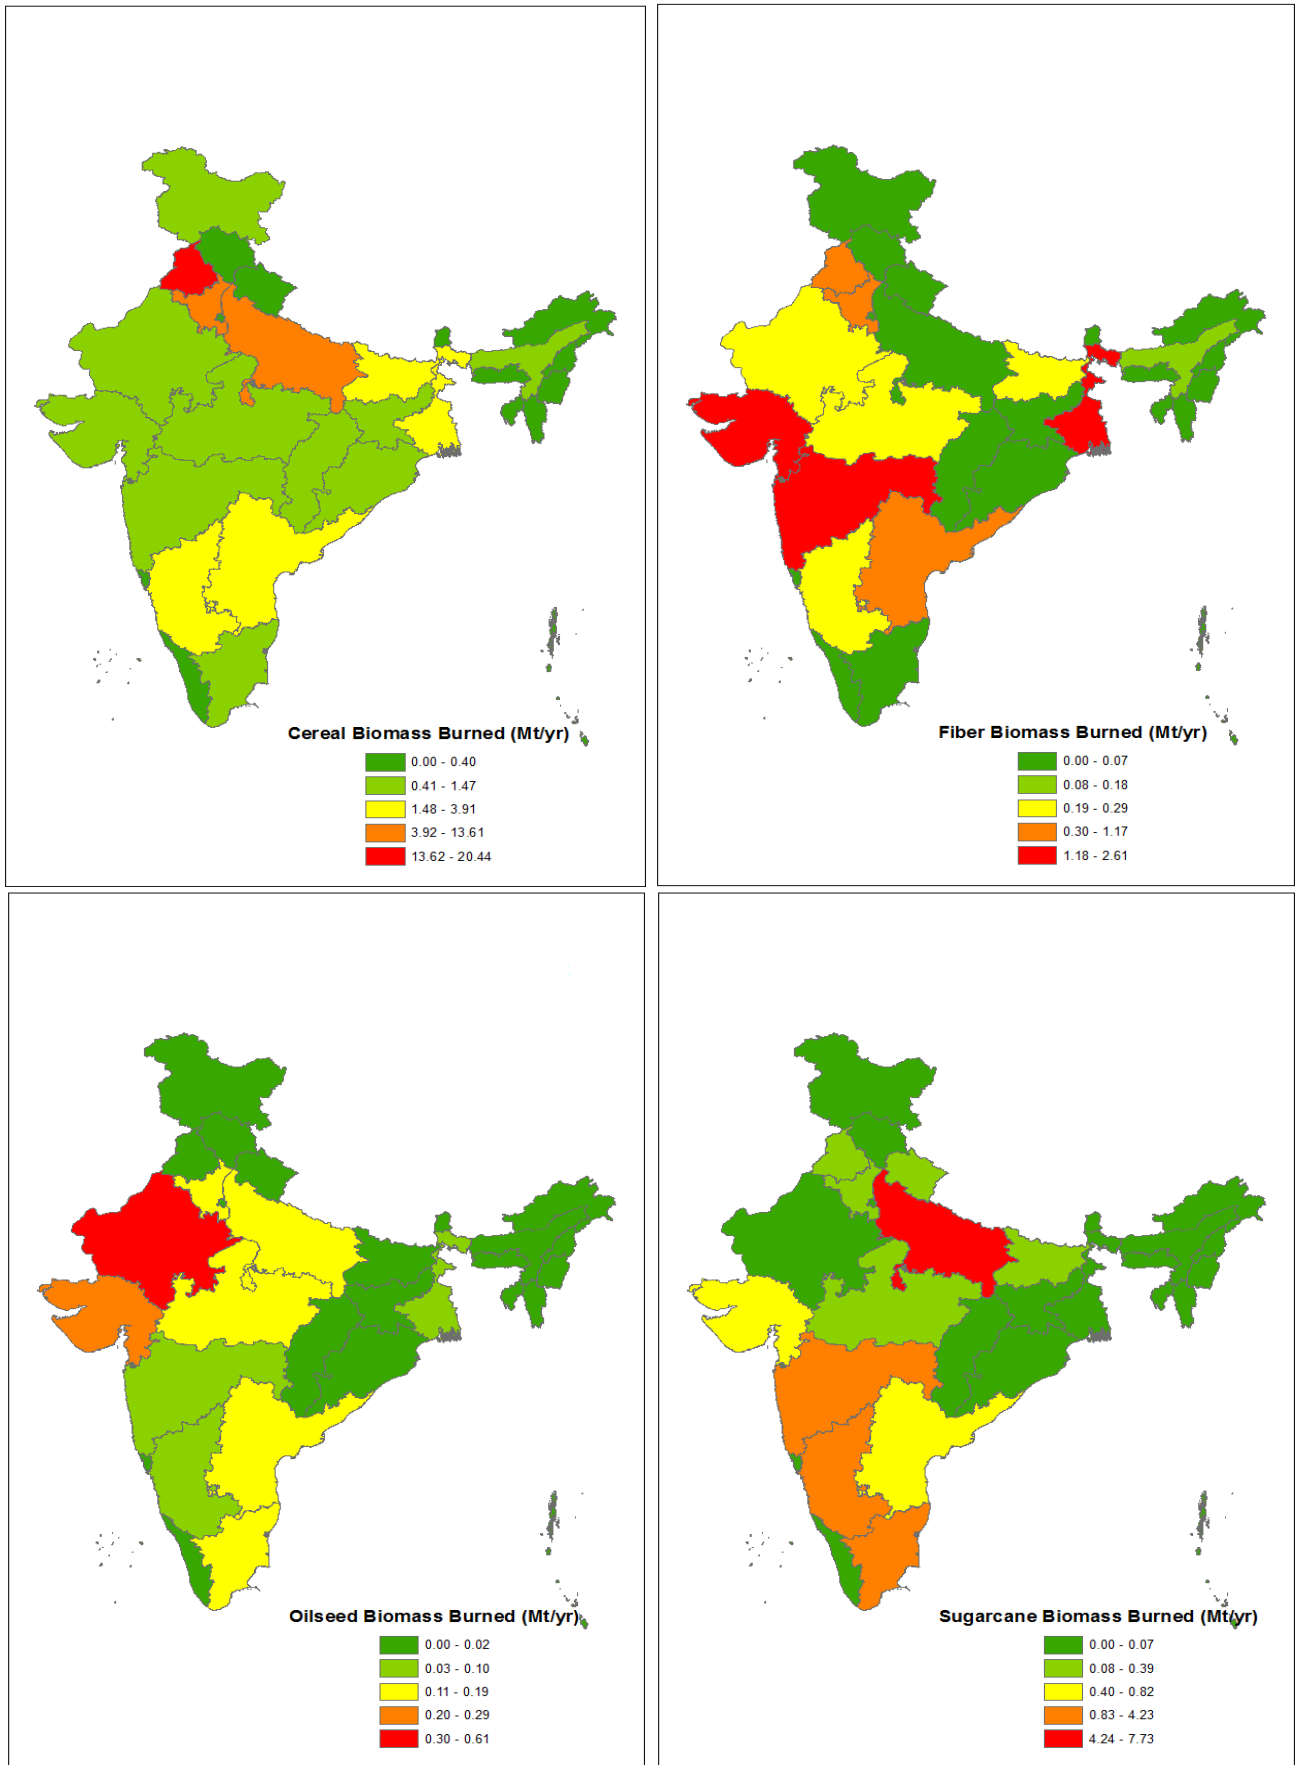 Cereal Biomass Burned (Mt/yr)
0.00 - 0.40
0.41 - 1.47
1.48 - 3.91
3.92 - 13.61
13.62 - 20.44
Fiber Biomass Burned (Mt/yr)
0.00 - 0.07
0.08 - 0.18
0.19 - 0.29
0.30 - 1.17
1.18 - 2.61
Oilseed Biomass Burned (Mt/yr)
0.00 - 0.02
0.03 - 0.10
0.11 - 0.19
0.20 - 0.29
0.30 - 0.61
Sugarcane Biomass Burned (Mt/yr)
0.00 - 0.07
0.08 - 0.39
0.40 - 0.82
0.83 - 4.23
4.24 - 7.73